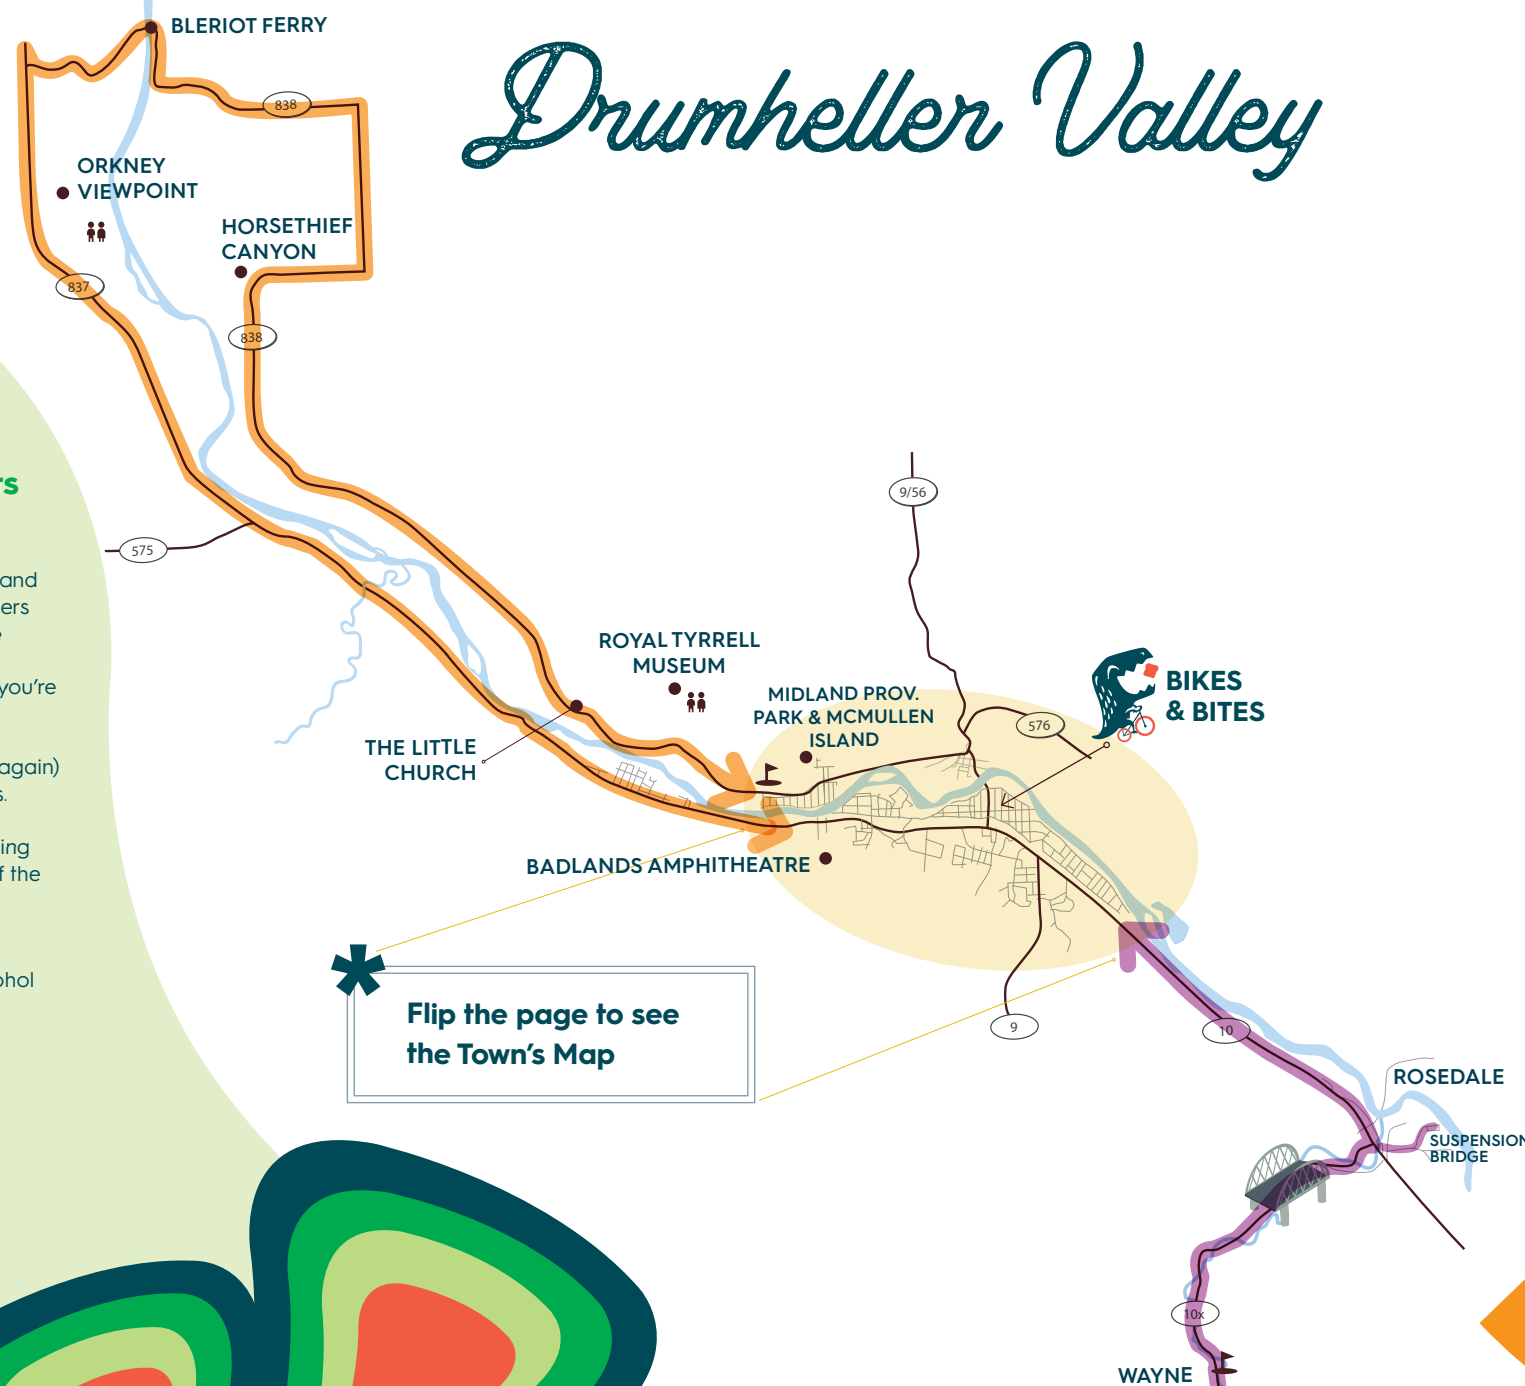 BLERIOT FERRY
Drumheller Valley
838
ORKNEY
VIEWPOINT
HORSETHIEF
CANYON
837
838
9/56
575
and
ers
you're
again)
s.
ing
f the
ohol
ROYAL TYRRELL
MUSEUM
MIDLAND PROV.
PARK & MCMULLEN
ISLAND
576
BIKES
& BITES
THE LITTLE
CHURCH
BADLANDS AMPHITHEATRE
*
Flip the page to see
the Town's Map
9
10
ROSEDALE
SUSPENSION
BRIDGE
10x
WAYNE